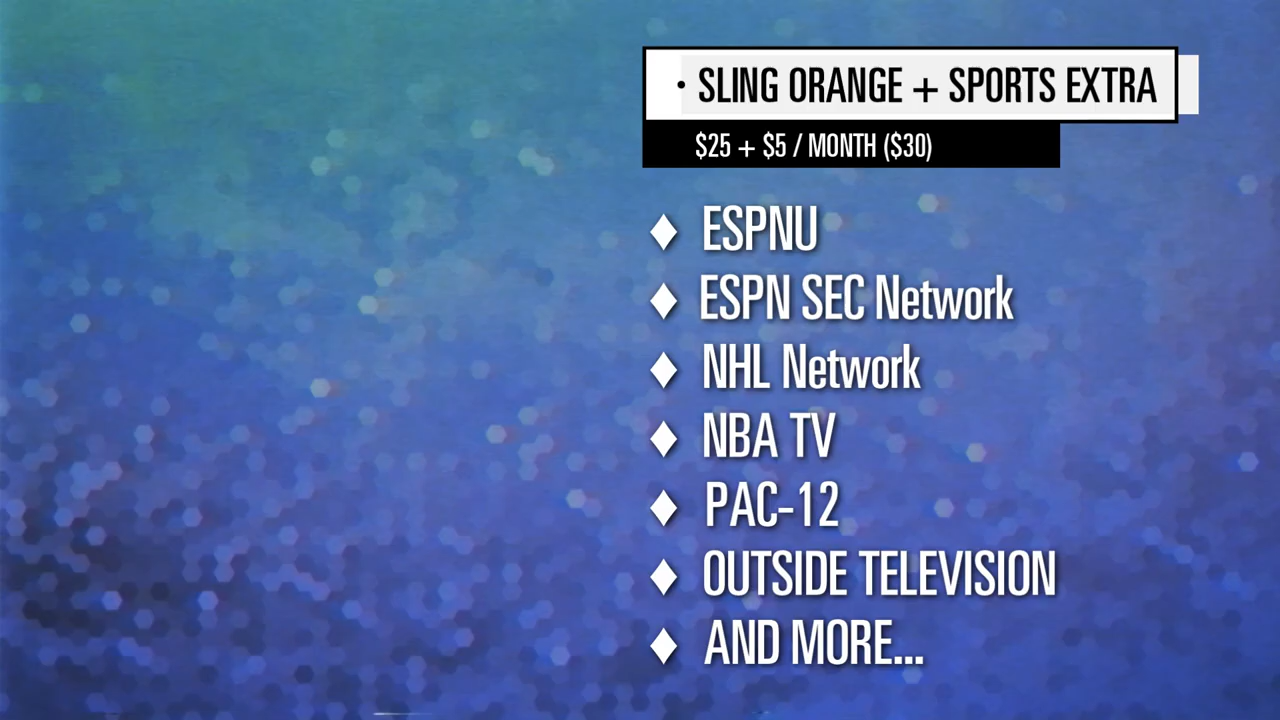 • SLING ORANGE + SPORTS EXTRA
$25 + $5 / MONTH ($30)
♦ ESPNU
♦ ESPN SEC Network
♦ NHL Network
♦ NBA TV
♦ PAC-12
♦ OUTSIDE TELEVISION
♦ AND MORE...